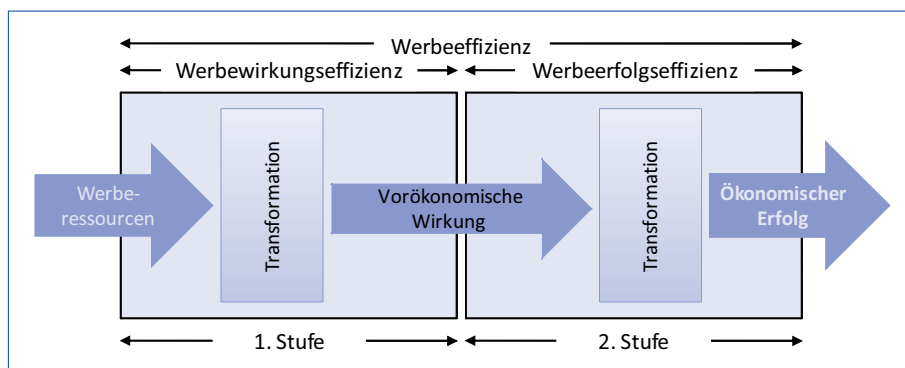 Werbeeffizienz
Werbewirkungseffizienz
Werbeerfolgseffizienz
Werbe-
ressourcen
Transformation
Vorökonomische
Wirkung
Transformation
Ökonomischer
Erfolg
1. Stufe
2. Stufe